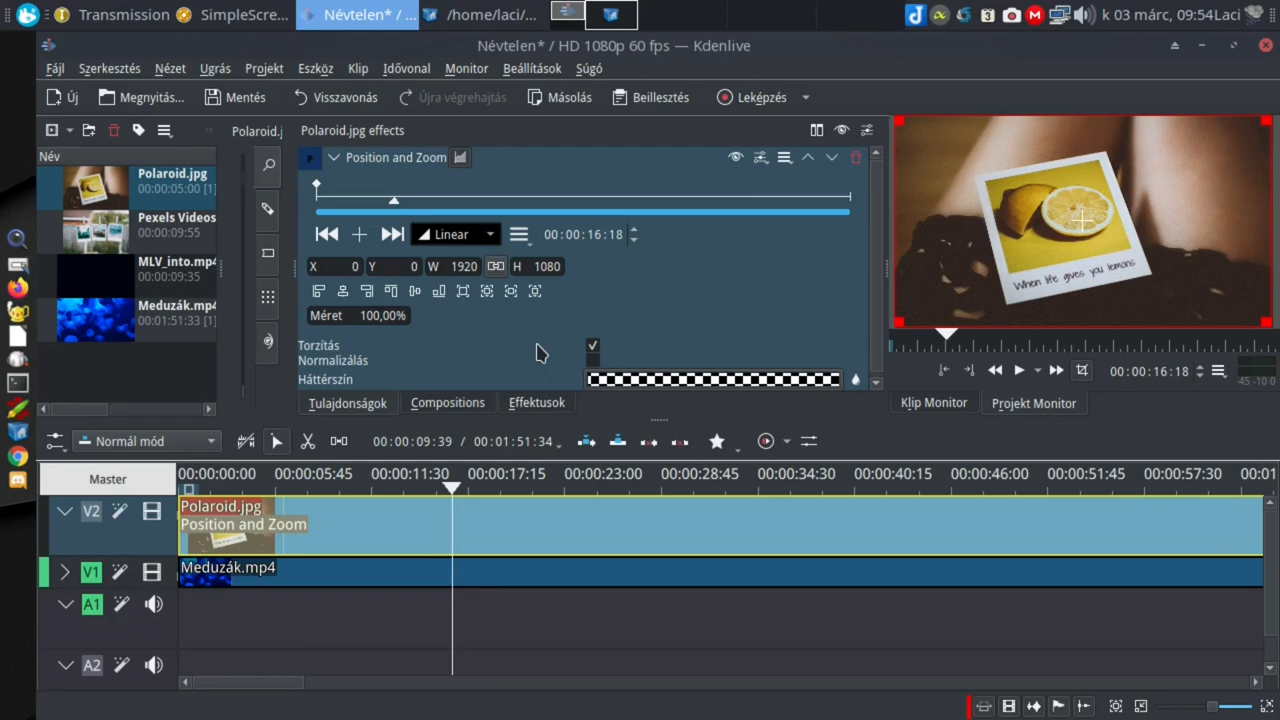 Transmission
SimpleScre...
Névtelen* / ...
/home/laci/...
3
k 03 márc, 09:54
Laci
Névtelen* / HD 1080p 60 fps — Kdenlive
Fájl Szerkesztés Nézet Ugrás Projekt Eszköz Klip Idővonal Monitor Beállítások Súgó
Új Megnyitás... Mentés Visszavonás Újra végrehajtás Másolás Beillesztés Leképzés
» Polaroid.j
Polaroid.jpg effects
Név
Polaroid.jpg
00:00:05:00 [1]
Pexels Videos
00:00:09:55
MLV_into.mp4
00:00:09:35
Meduzák.mp4
00:01:51:33 [1]
Position and Zoom
Linear 00:00:16:18
X 0 Y 0 W 1920 H 1080
Méret 100,00%
Torzítás
Normalizálás
Háttérszín
Tulajdonságok Compositions Effektusok
When life gives you lemons
00:00:16:18
-45 -10 0
Klip Monitor Projekt Monitor
Normál mód 00:00:09:39 / 00:01:51:34
Master
00:00:00:00 00:00:05:45 00:00:11:30 00:00:17:15 00:00:23:00 00:00:28:45 00:00:34:30 00:00:40:15 00:00:46:00 00:00:51:45 00:00:57:30 00:01
V2
Polaroid.jpg
Position and Zoom
V1
Meduzák.mp4
A1
A2